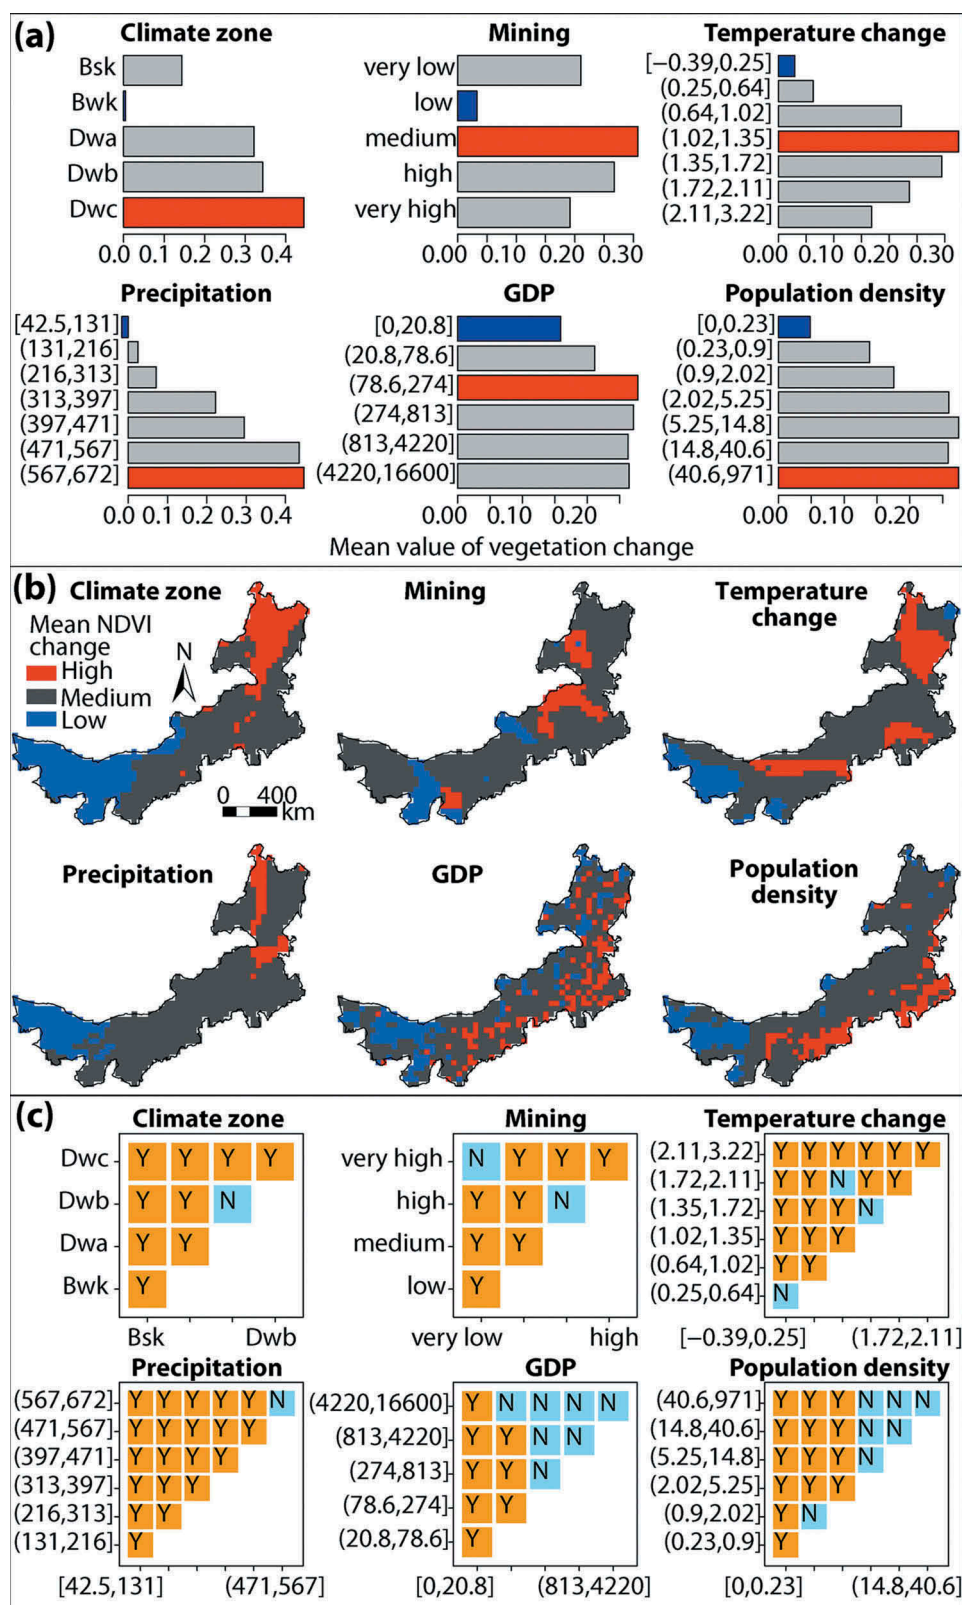 (a)
Climate zone
Bsk
Bwk
Dwa
Dwb
Dwc
0.0 0.1 0.2 0.3 0.4
Mining
very low
low
medium
high
very high
0.00 0.10 0.20 0.30
Temperature change
[−0.39,0.25]
(0.25,0.64]
(0.64,1.02]
(1.02,1.35]
(1.35,1.72]
(1.72,2.11]
(2.11,3.22]
0.00 0.10 0.20 0.30
Precipitation
[42.5,131]
(131,216]
(216,313]
(313,397]
(397,471]
(471,567]
(567,672]
0.0 0.1 0.2 0.3 0.4
GDP
[0,20.8]
(20.8,78.6]
(78.6,274]
(274,813]
(813,4220]
(4220,16600]
0.00 0.10 0.20
Population density
[0,0.23]
(0.23,0.9]
(0.9,2.02]
(2.02,5.25]
(5.25,14.8]
(14.8,40.6]
(40.6,971]
0.00 0.10 0.20
Mean value of vegetation change
(b)
Climate zone
Mean NDVI
change
High
Medium
Low
N
0 400
km
Mining
Temperature
change
Precipitation
GDP
Population
density
(c)
Climate zone
Dwc Y Y Y Y
Dwb Y Y N
Dwa Y Y
Bwk Y
Bsk Dwb
Mining
very high N Y Y Y
high Y Y N
medium Y Y
low Y
very low high
Temperature change
(2.11,3.22] Y Y Y Y Y Y
(1.72,2.11] Y Y N Y Y
(1.35,1.72] Y Y Y N
(1.02,1.35] Y Y Y
(0.64,1.02] Y Y
(0.25,0.64] N
[−0.39,0.25] (1.72,2.11]
Precipitation
(567,672] Y Y Y Y Y N
(471,567] Y Y Y Y Y
(397,471] Y Y Y Y
(313,397] Y Y Y
(216,313] Y Y
(131,216] Y
[42.5,131] (471,567]
GDP
(4220,16600] Y N N N N
(813,4220] Y Y N N
(274,813] Y Y N
(78.6,274] Y Y
(20.8,78.6] Y
[0,20.8] (813,4220]
Population density
(40.6,971] Y Y Y N N N
(14.8,40.6] Y Y Y N N
(5.25,14.8] Y Y Y N
(2.02,5.25] Y Y Y
(0.9,2.02] Y N
(0.23,0.9] Y
[0,0.23] (14.8,40.6]